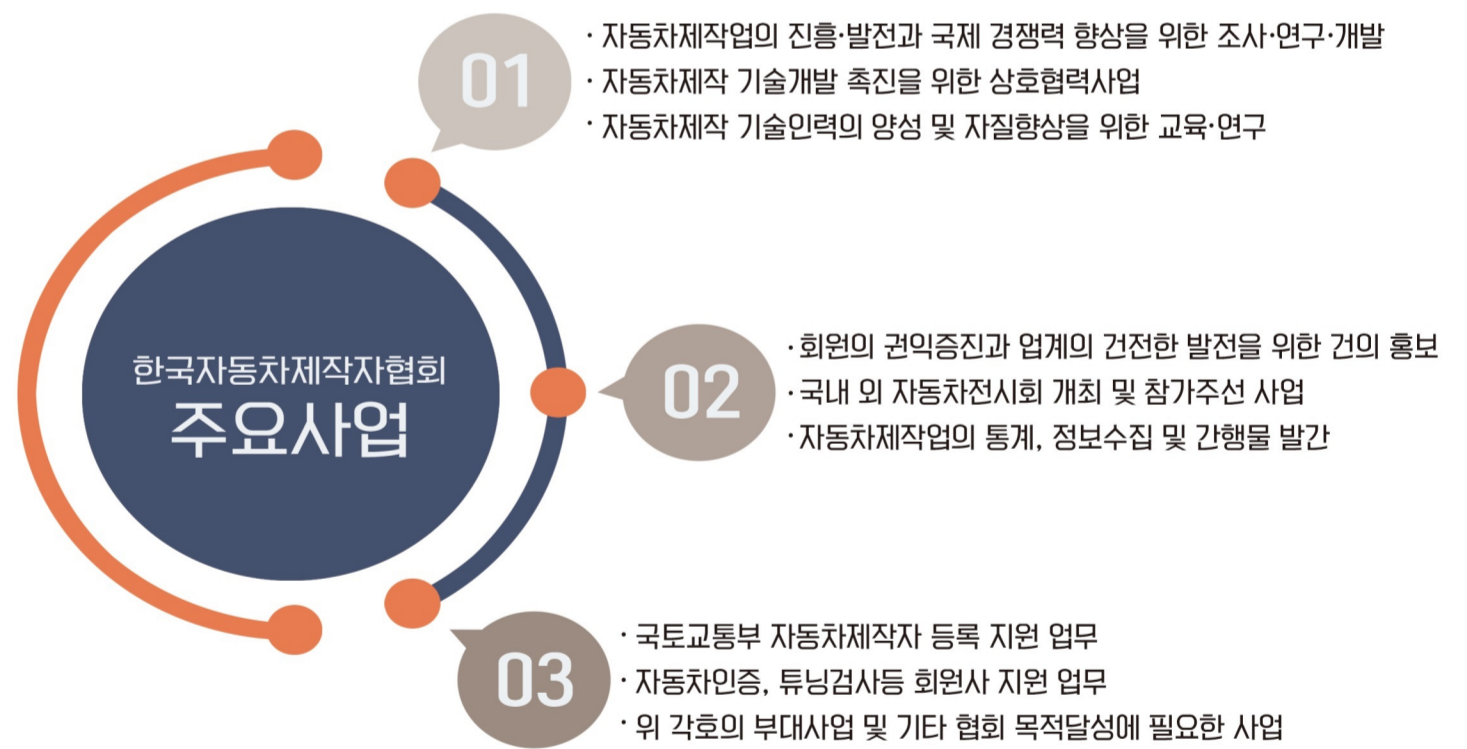 01
· 자동차제작업의 진흥·발전과 국제 경쟁력 향상을 위한 조사·연구·개발
· 자동차제작 기술개발 촉진을 위한 상호협력사업
· 자동차제작 기술인력의 양성 및 자질향상을 위한 교육·연구
한국자동차제작자협회
주요사업
02
· 회원의 권익증진과 업계의 건전한 발전을 위한 건의 홍보
· 국내 외 자동차전시회 개최 및 참가주선 사업
· 자동차제작업의 통계, 정보수집 및 간행물 발간
03
· 국토교통부 자동차제작자 등록 지원 업무
· 자동차인증, 튜닝검사등 회원사 지원 업무
· 위 각호의 부대사업 및 기타 협회 목적달성에 필요한 사업